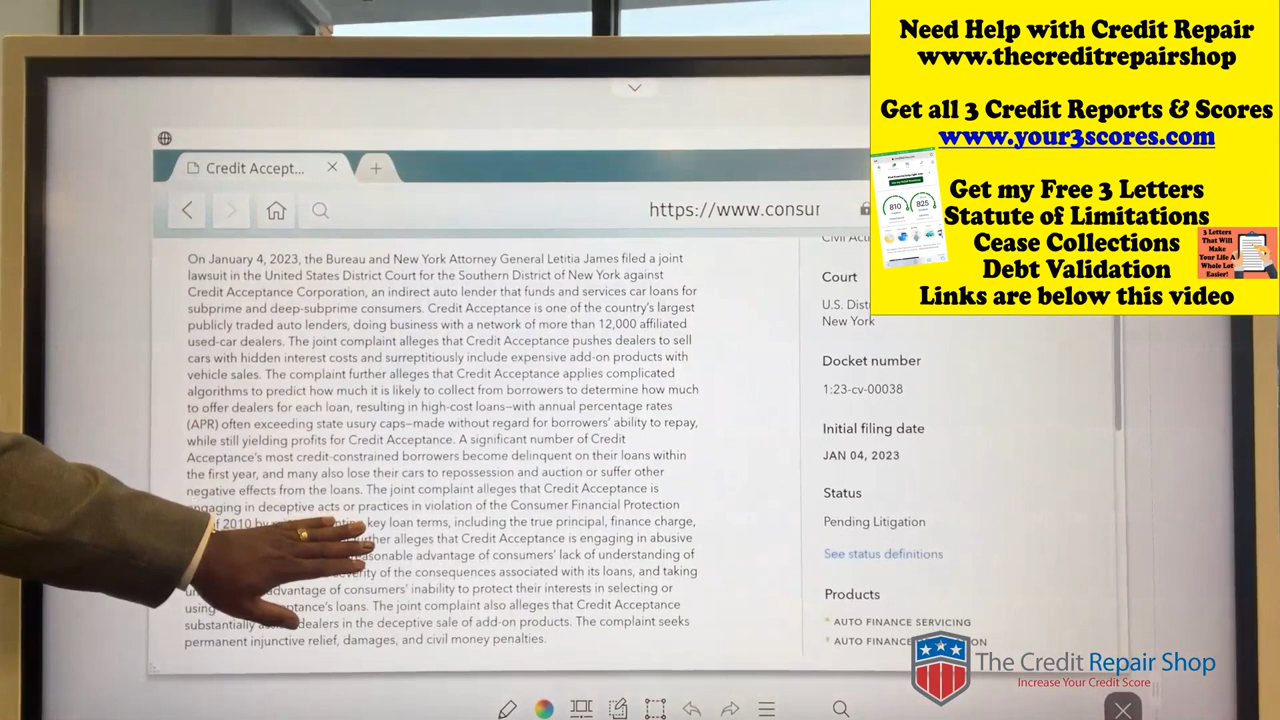 Need Help with Credit Repair
www.thecreditrepairshop
Get all 3 Credit Reports & Scores
www.your3scores.com
810
825
Get my Free 3 Letters
Statute of Limitations
Cease Collections
Debt Validation
Links are below this video
3 Letters
That Will
Make
Your Life A
Whole Lot
Easier!
Credit Accept...
https://www.consur
On January 4, 2023, the Bureau and New York Attorney General Letitia James filed a joint
lawsuit in the United States District Court for the Southern District of New York against
Credit Acceptance Corporation, an indirect auto lender that funds and services car loans for
subprime and deep-subprime consumers. Credit Acceptance is one of the country's largest
publicly traded auto lenders, doing business with a network of more than 12,000 affiliated
used-car dealers. The joint complaint alleges that Credit Acceptance pushes dealers to sell
cars with hidden interest costs and surreptitiously include expensive add-on products with
vehicle sales. The complaint further alleges that Credit Acceptance applies complicated
algorithms to predict how much it is likely to collect from borrowers to determine how much
to offer dealers for each loan, resulting in high-cost loans—with annual percentage rates
(APR) often exceeding state usury caps—made without regard for borrowers' ability to repay,
while still yielding profits for Credit Acceptance. A significant number of Credit
Acceptance's most credit-constrained borrowers become delinquent on their loans within
the first year, and many also lose their cars to repossession and auction or suffer other
negative effects from the loans. The joint complaint alleges that Credit Acceptance is
engaging in deceptive acts or practices in violation of the Consumer Financial Protection
of 2010 by key loan terms, including the true principal, finance charge,
further alleges that Credit Acceptance is engaging in abusive
advantage of consumers' lack of understanding of
of the consequences associated with its loans, and taking
advantage of consumers' inability to protect their interests in selecting or
using loans. The joint complaint also alleges that Credit Acceptance
substantially dealers in the deceptive sale of add-on products. The complaint seeks
permanent injunctive relief, damages, and civil money penalties.
Court
U.S.
New York
Docket number
1:23-cv-00038
Initial filing date
JAN 04, 2023
Status
Pending Litigation
See status definitions
Products
* AUTO FINANCE SERVICING
* AUTO FINANCE
The Credit Repair Shop
Increase Your Credit Score